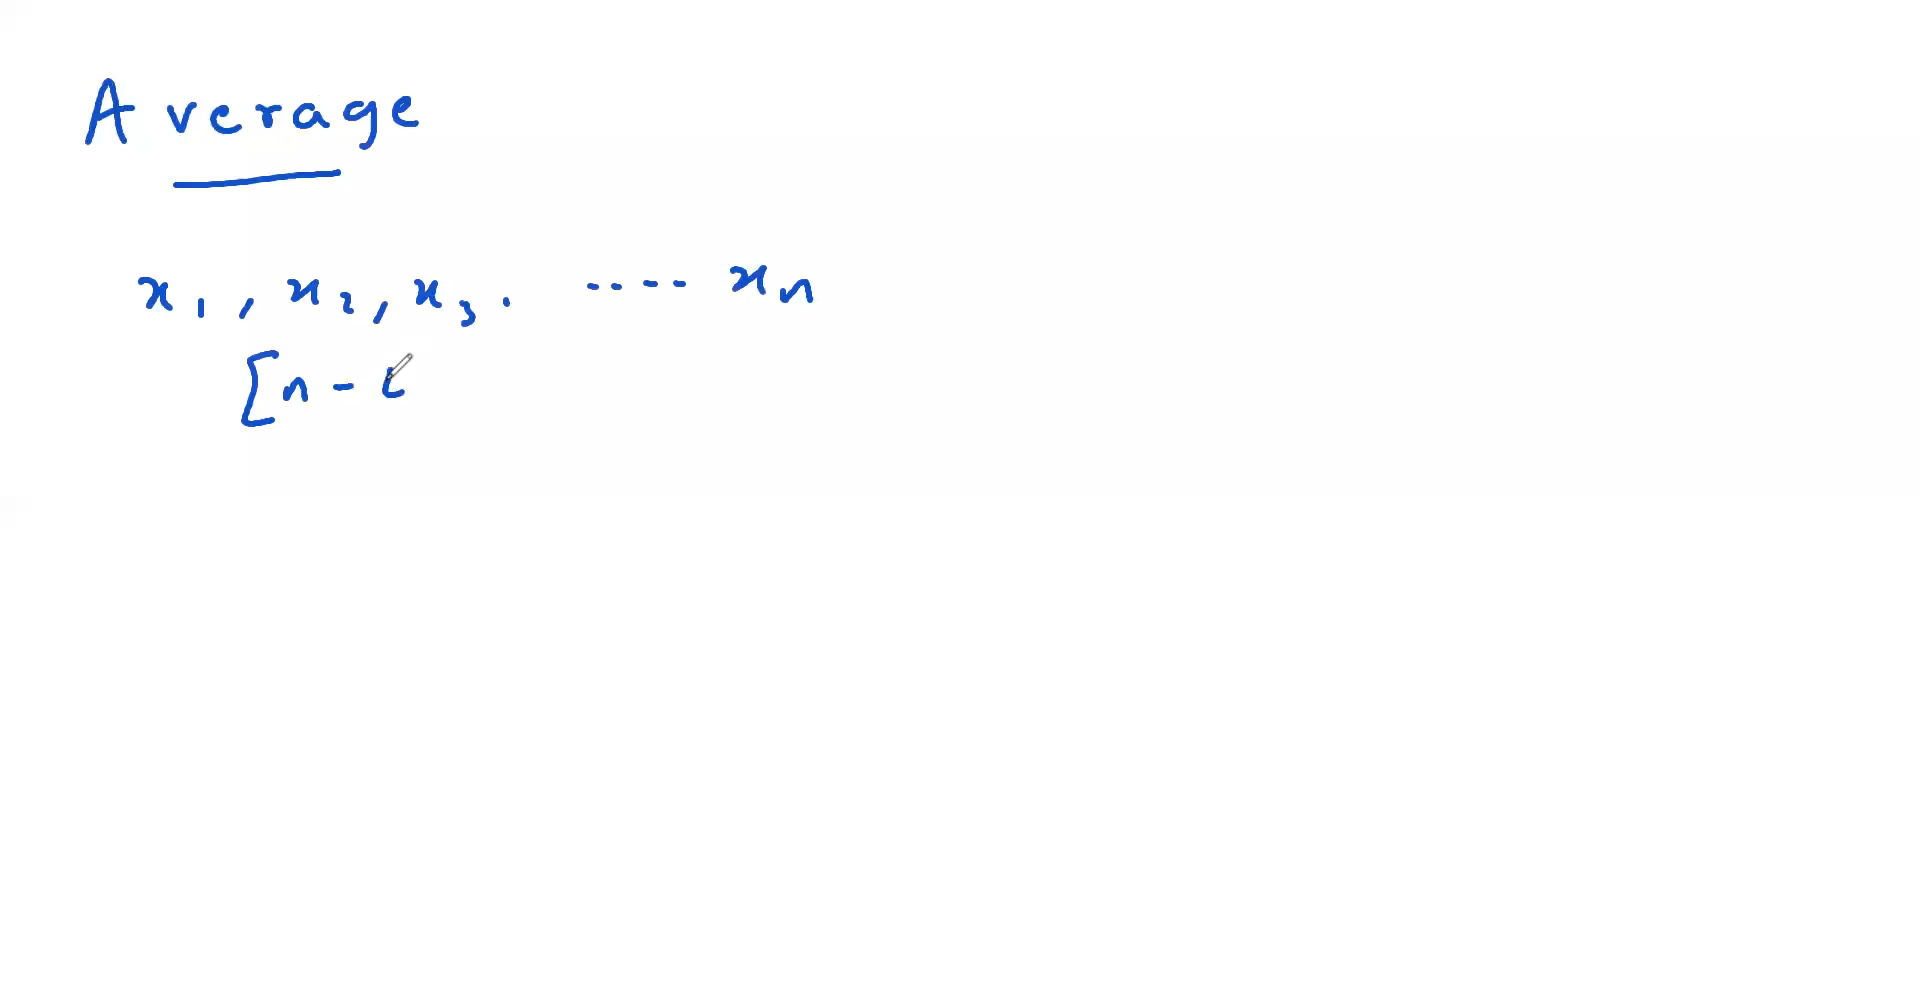 Average
x₁, x₂, x₃. ---- xₙ
[n -